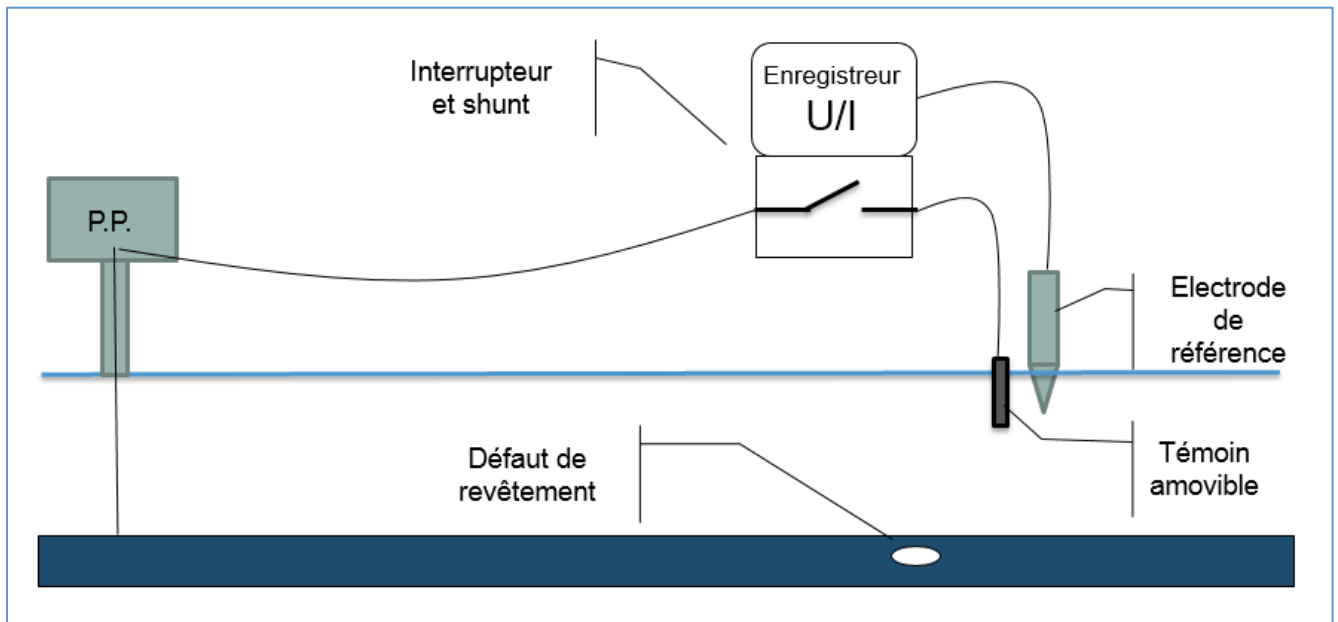 Interrupteur
et shunt
Enregistreur
U/I
P.P.
Electrode
de
référence
Défaut de
revêtement
Témoin
amovible